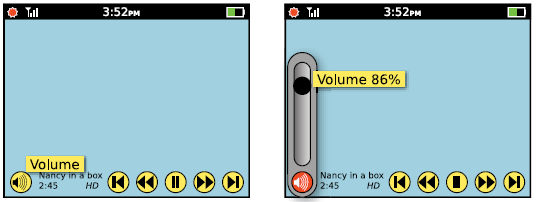 3:52PM
Volume
Nancy in a box
2:45 HD
3:52PM
Volume 86%
Nancy in a box
2:45 HD